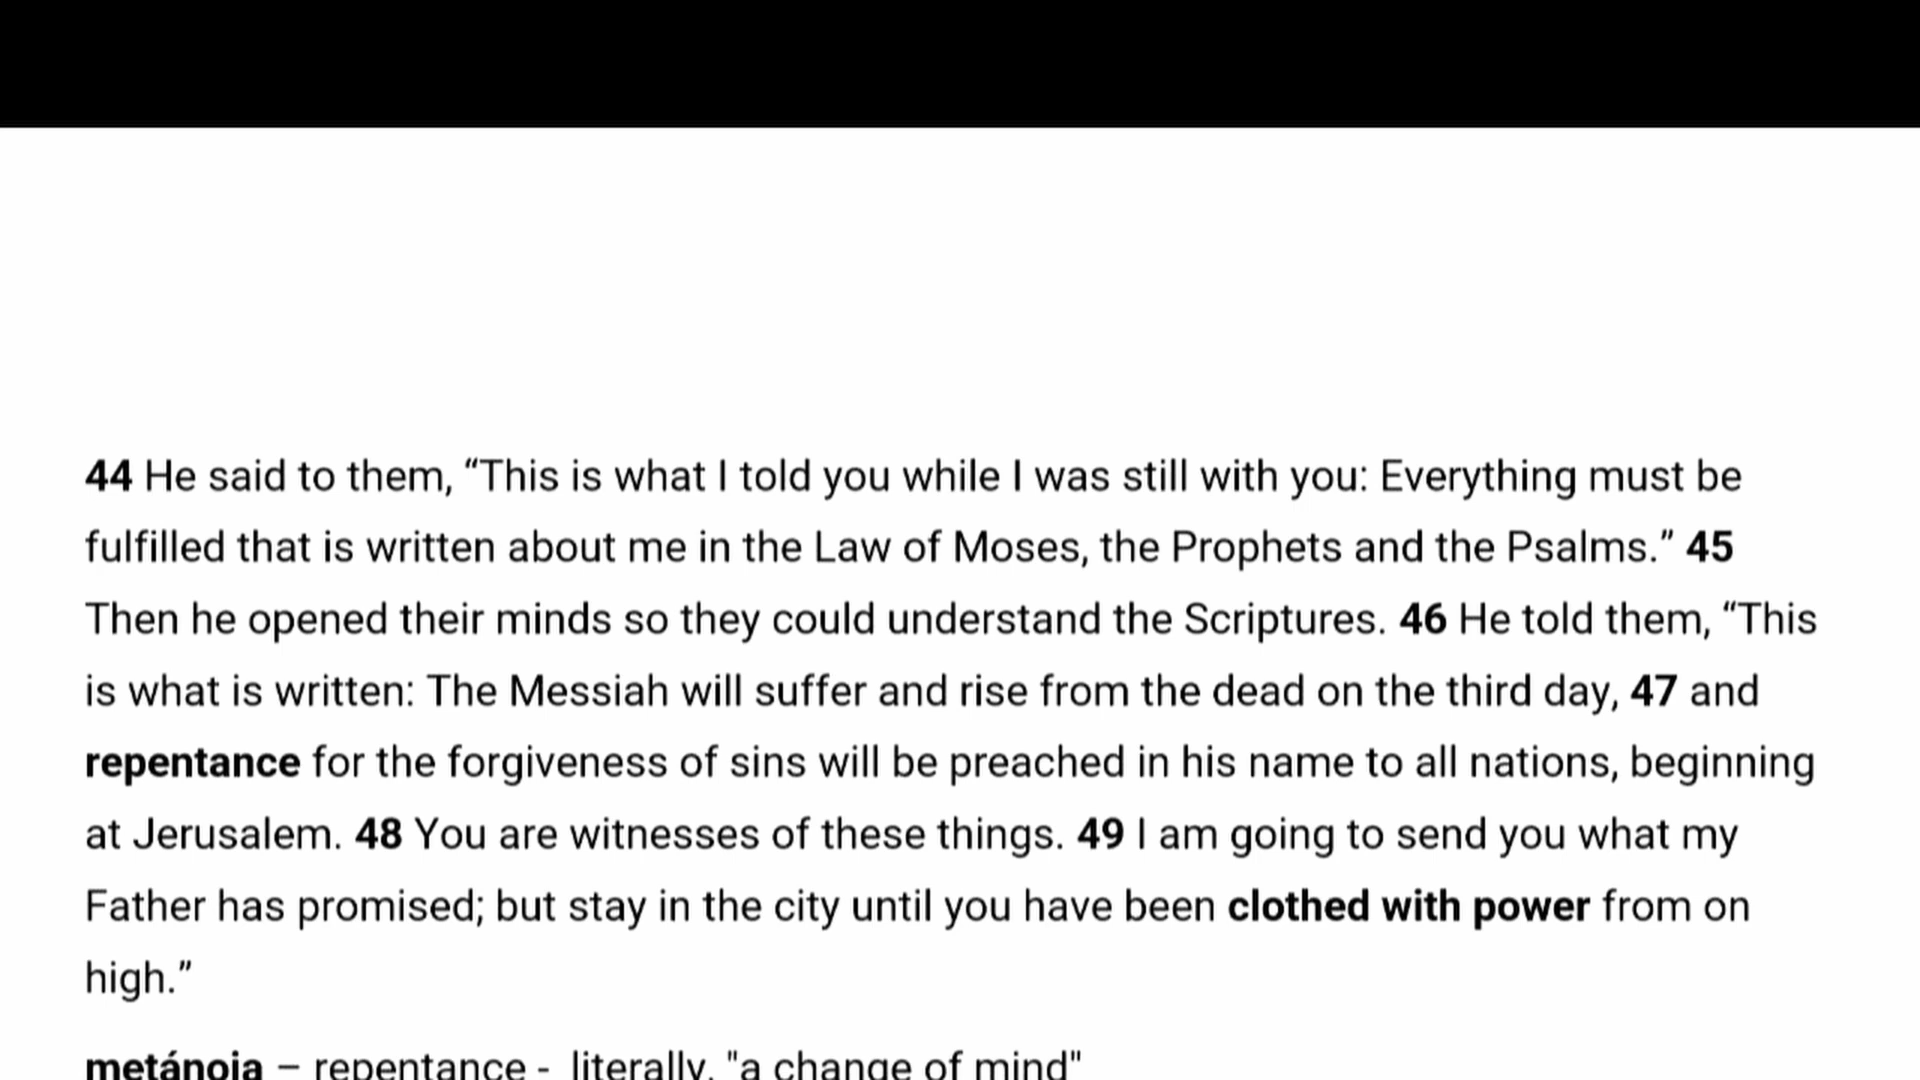 44 He said to them, “This is what I told you while I was still with you: Everything must be
fulfilled that is written about me in the Law of Moses, the Prophets and the Psalms.” 45
Then he opened their minds so they could understand the Scriptures. 46 He told them, “This
is what is written: The Messiah will suffer and rise from the dead on the third day, 47 and
repentance for the forgiveness of sins will be preached in his name to all nations, beginning
at Jerusalem. 48 You are witnesses of these things. 49 I am going to send you what my
Father has promised; but stay in the city until you have been clothed with power from on
high.”
metánoia – repentance - literally, "a change of mind"